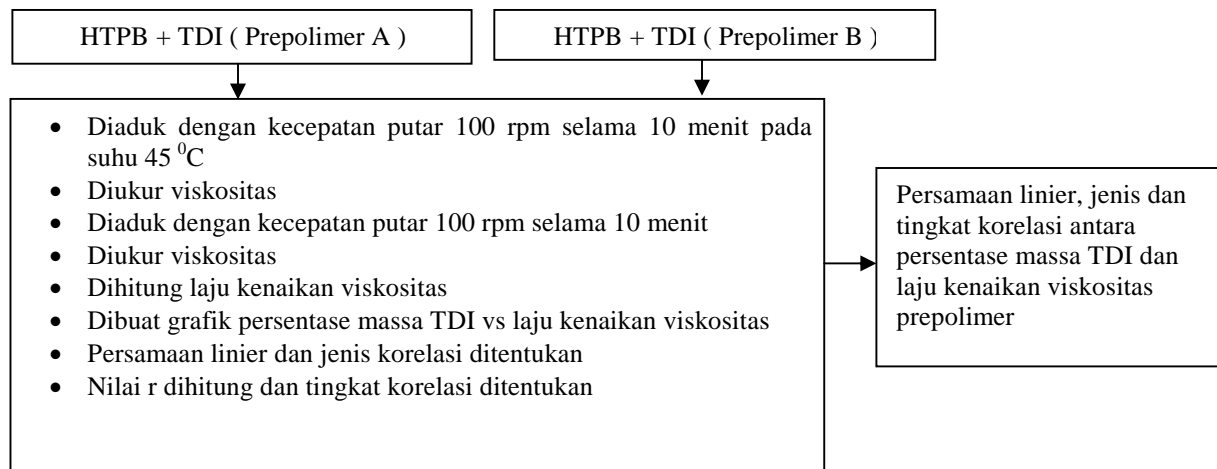 HTPB + TDI ( Prepolimer A )
HTPB + TDI ( Prepolimer B )
• Diaduk dengan kecepatan putar 100 rpm selama 10 menit pada
suhu 45 ⁰C
• Diukur viskositas
• Diaduk dengan kecepatan putar 100 rpm selama 10 menit
• Diukur viskositas
• Dihitung laju kenaikan viskositas
• Dibuat grafik persentase massa TDI vs laju kenaikan viskositas
• Persamaan linier dan jenis korelasi ditentukan
• Nilai r dihitung dan tingkat korelasi ditentukan
Persamaan linier, jenis dan
tingkat korelasi antara
persentase massa TDI dan
laju kenaikan viskositas
prepolimer